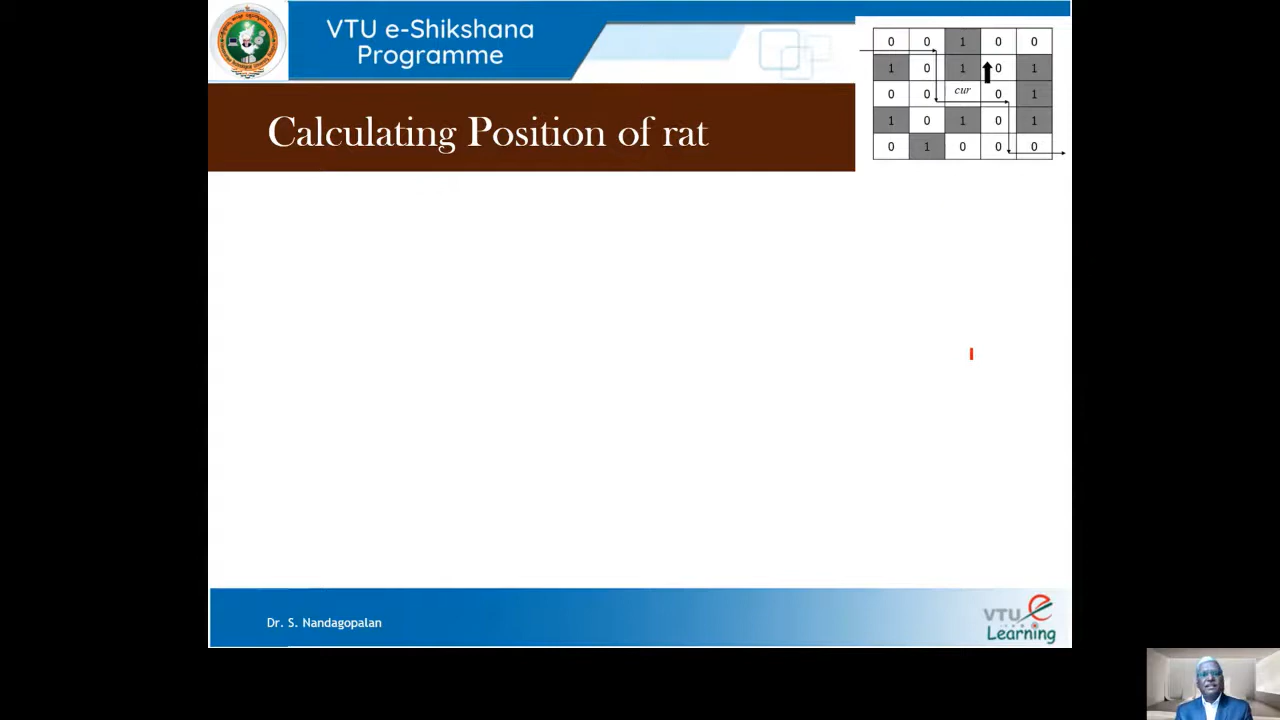 VTU e-Shikshana
Programme
Calculating Position of rat
0 0 1 0 0
1 0 1 0 1
0 0 cur 0 1
1 0 1 0 1
0 1 0 0 0
Dr. S. Nandagopalan
VTU e
Learning